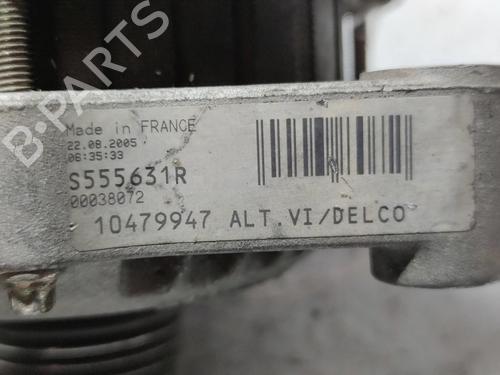 B-PARTS
Made in FRANCE
22.08.2005
06:35:33
S555631R
00038072
10479947 ALT.VI/DELCO